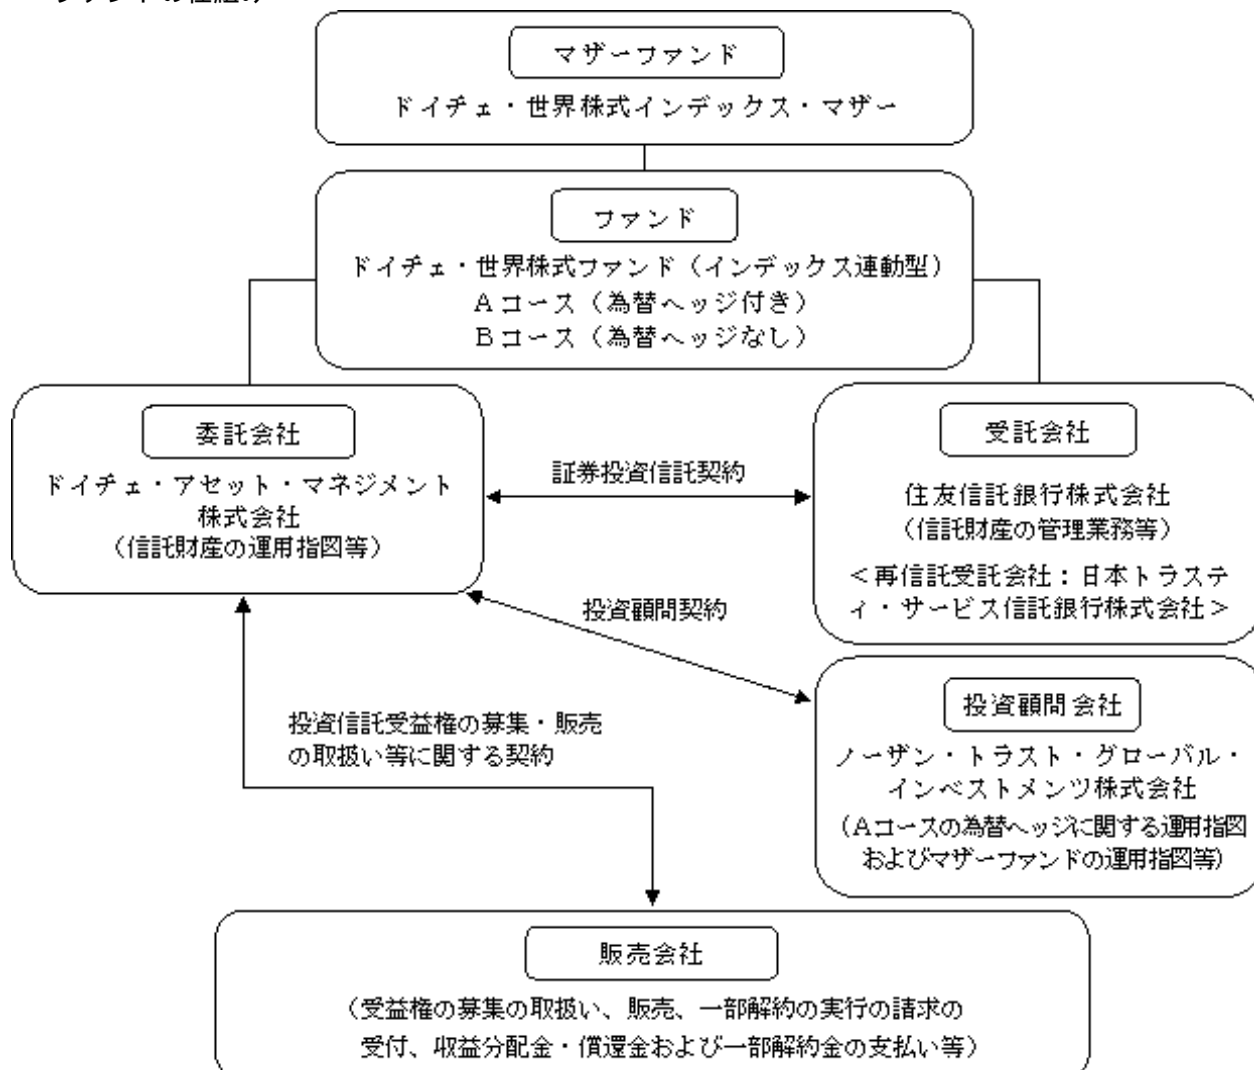 ファンドの仕組み
マザーファンド
ドイチェ・世界株式インデックス・マザー
ファンド
ドイチェ・世界株式ファンド（インデックス連動型）
Ａコース（為替ヘッジ付き）
Ｂコース（為替ヘッジなし）
委託会社
ドイチェ・アセット・マネジメント
株式会社
（信託財産の運用指図等）
証券投資信託契約
受託会社
住友信託銀行株式会社
（信託財産の管理業務等）
＜再信託受託会社：日本トラステ
ィ・サービス信託銀行株式会社＞
投資顧問契約
投資顧問会社
ノーザン・トラスト・グローバル・
インベストメンツ株式会社
（Ａコースの為替ヘッジに関する運用指図
およびマザーファンドの運用指図等）
投資信託受益権の募集・販売
の取扱い等に関する契約
販売会社
（受益権の募集の取扱い、販売、一部解約の実行の請求の
受付、収益分配金・償還金および一部解約金の支払い等）